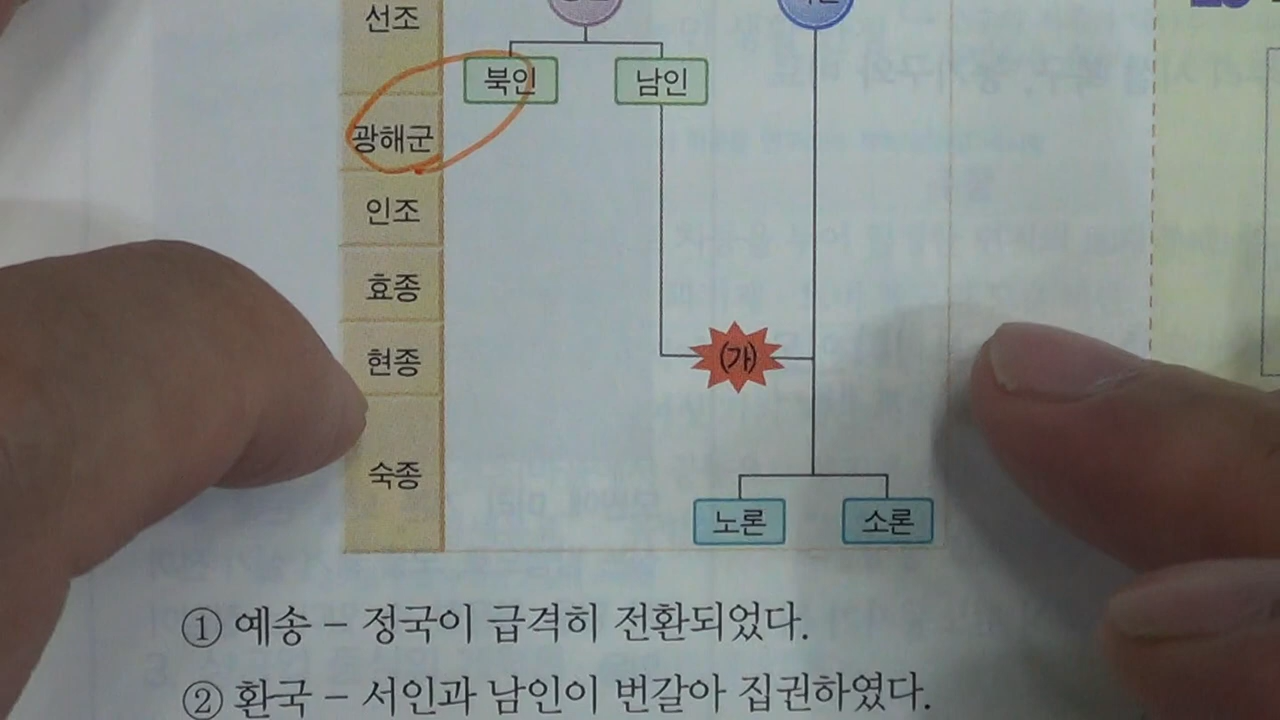 선조
북인 남인
광해군
인조
효종
현종
(가)
숙종
노론 소론
① 예송 – 정국이 급격히 전환되었다.
② 환국 – 서인과 남인이 번갈아 집권하였다.